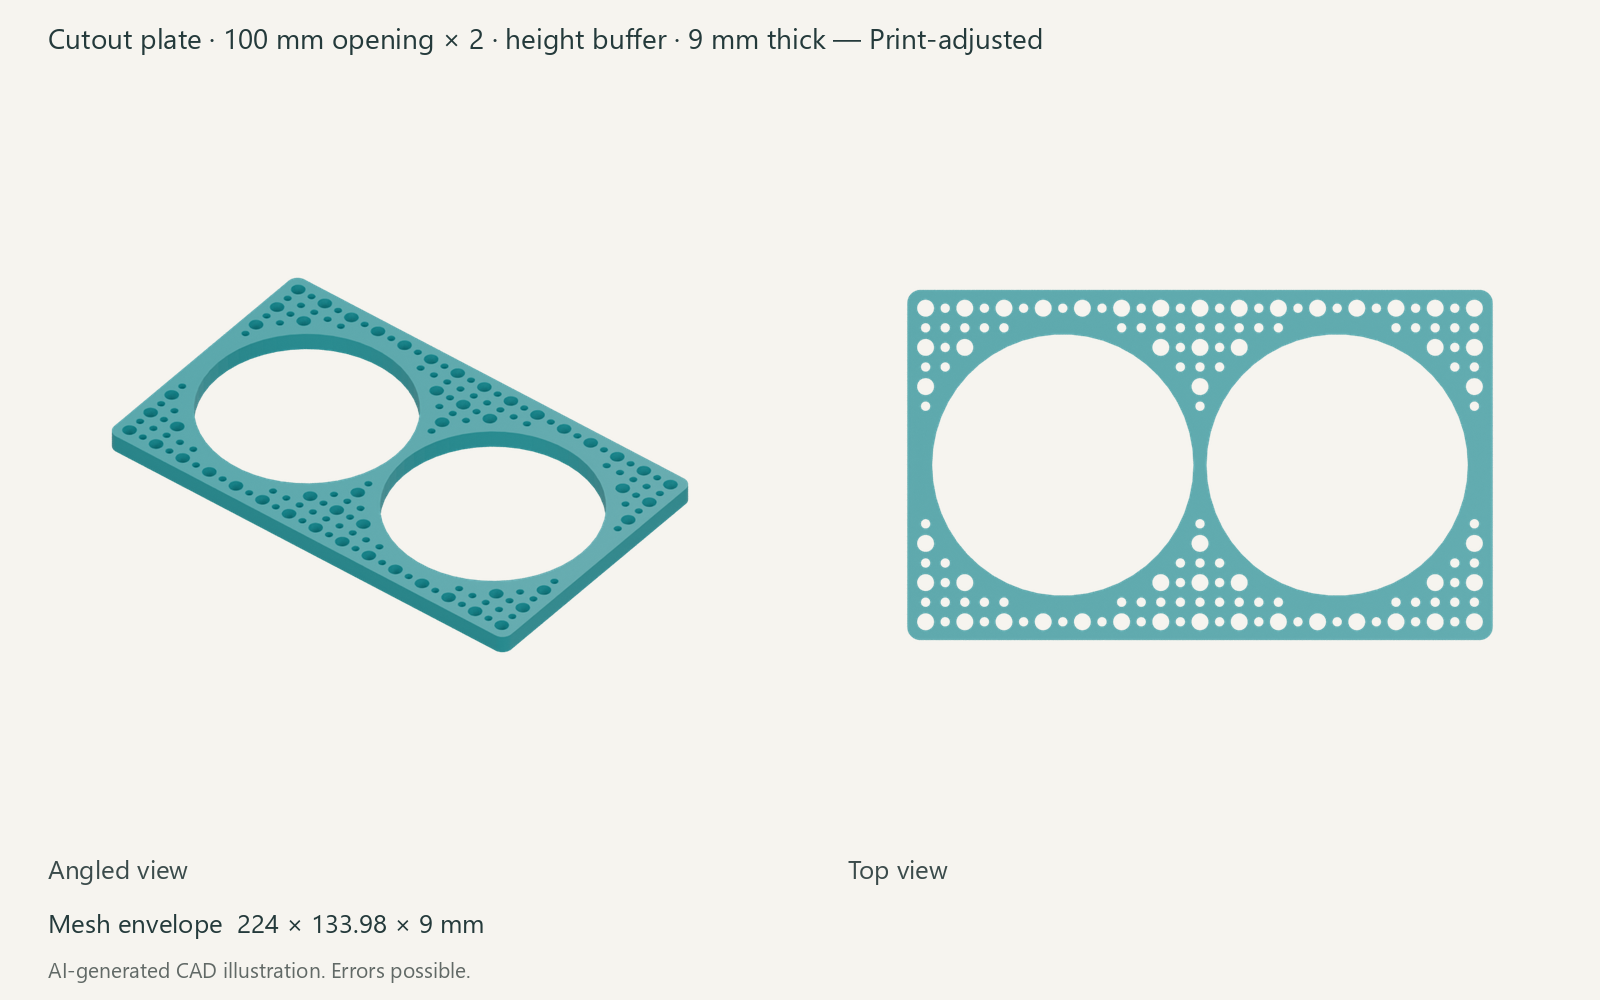 Cutout plate · 100 mm opening × 2 · height buffer · 9 mm thick — Print-adjusted
Angled view
Top view
Mesh envelope 224 × 133.98 × 9 mm
AI-generated CAD illustration. Errors possible.